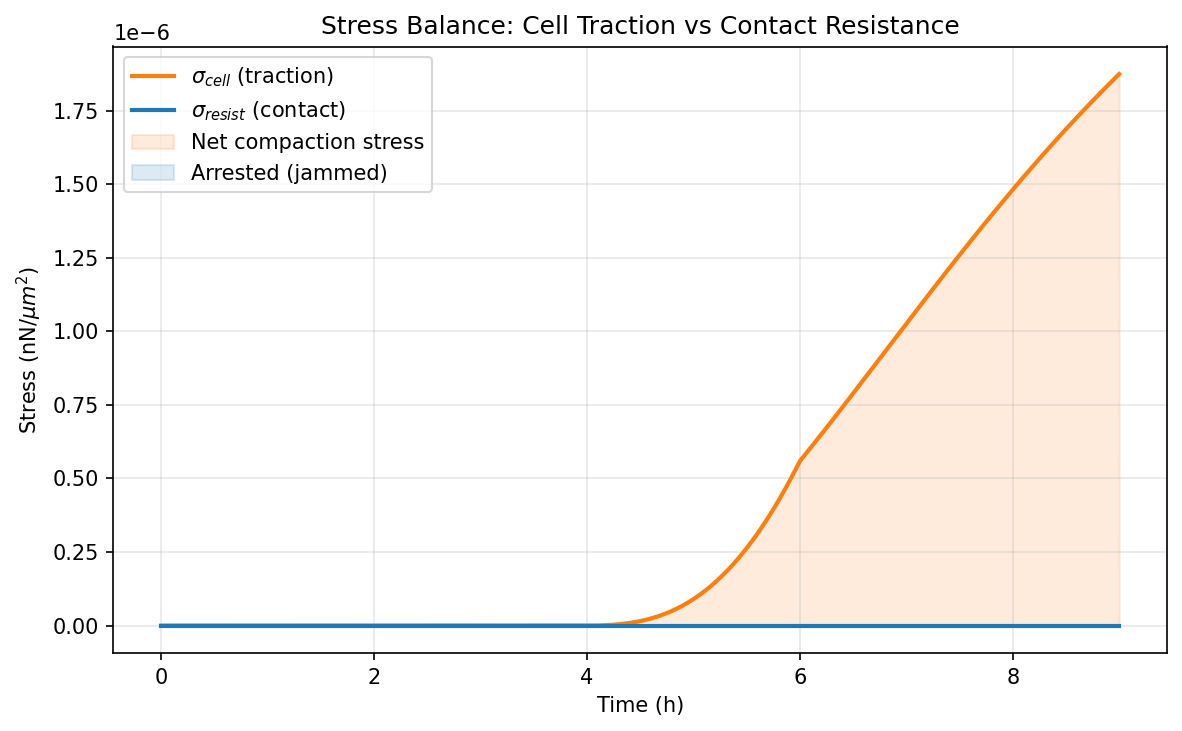 Stress Balance: Cell Traction vs Contact Resistance
1e−6
σcell (traction)
σresist (contact)
Net compaction stress
Arrested (jammed)
1.75
1.50
1.25
1.00
0.75
0.50
0.25
0.00
Stress (nN/μm²)
0 2 4 6 8
Time (h)